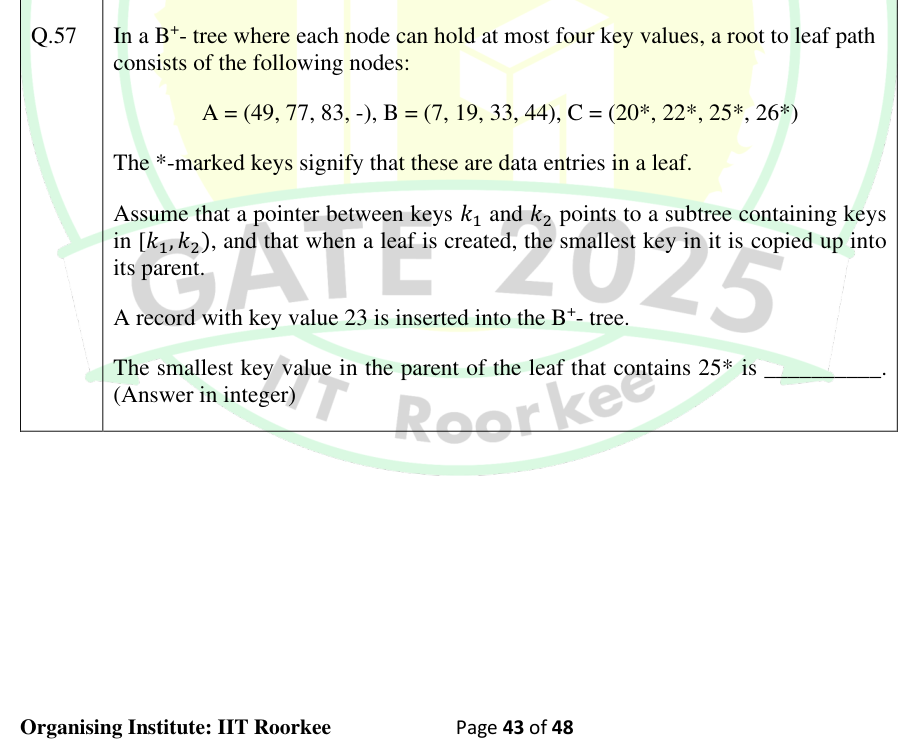 Q.57 In a B⁺- tree where each node can hold at most four key values, a root to leaf path
consists of the following nodes:
A = (49, 77, 83, -), B = (7, 19, 33, 44), C = (20*, 22*, 25*, 26*)
The *-marked keys signify that these are data entries in a leaf.
Assume that a pointer between keys k₁ and k₂ points to a subtree containing keys
in [k₁, k₂), and that when a leaf is created, the smallest key in it is copied up into
its parent.
A record with key value 23 is inserted into the B⁺- tree.
The smallest key value in the parent of the leaf that contains 25* is __________.
(Answer in integer)
GATE 2025
IIT Roorkee
Organising Institute: IIT Roorkee Page 43 of 48